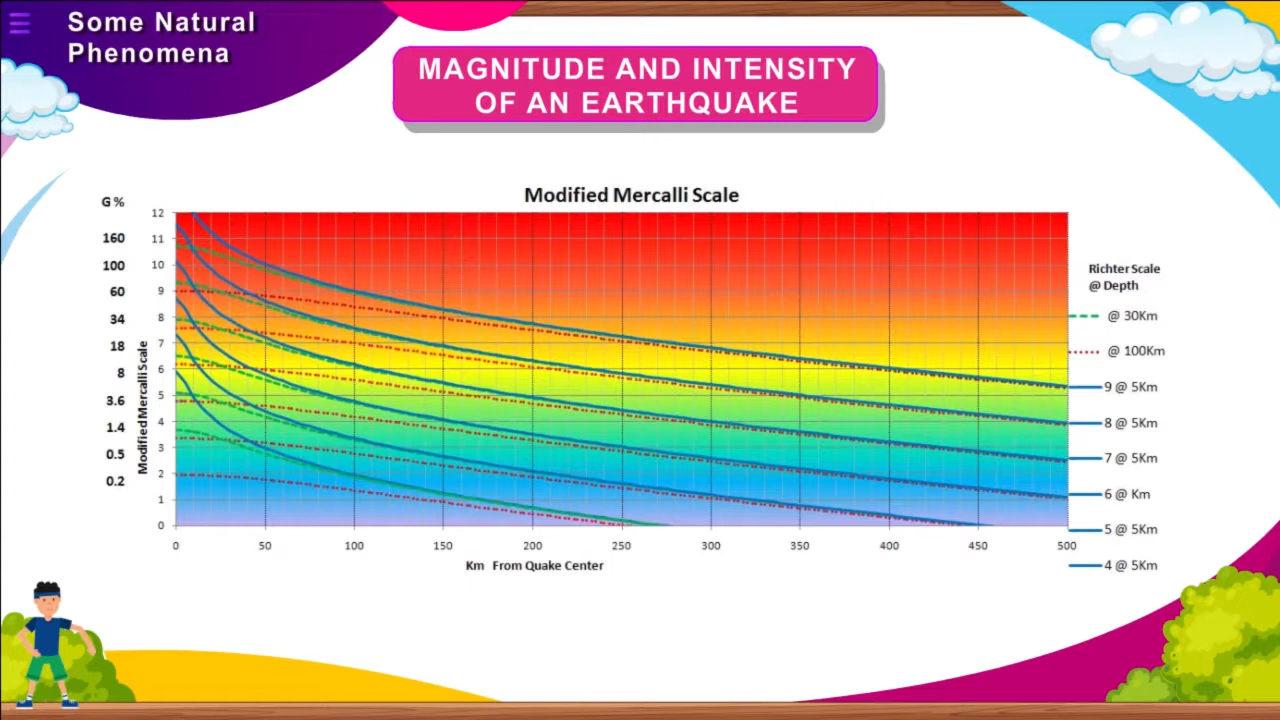 Some Natural
Phenomena
MAGNITUDE AND INTENSITY
OF AN EARTHQUAKE
Modified Mercalli Scale
G %
160
100
60
34
18
8
3.6
1.4
0.5
0.2
Modified Mercalli Scale
12
11
10
9
8
7
6
5
4
3
2
1
0
0 50 100 150 200 250 300 350 400 450 500
Km From Quake Center
Richter Scale
@ Depth
@ 30Km
@ 100Km
9 @ 5Km
8 @ 5Km
7 @ 5Km
6 @ Km
5 @ 5Km
4 @ 5Km